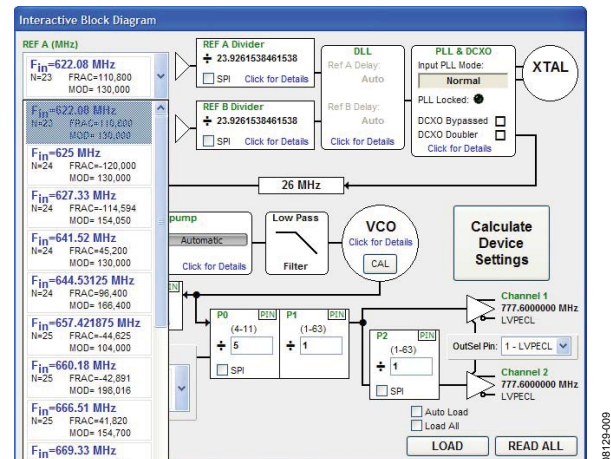 Interactive Block Diagram
REF A (MHz)
Fin=622.08 MHz
N=23 FRAC=110,800
MOD= 130,000
Fin=622.08 MHz
N=23 FRAC=110,800
MOD= 130,000
Fin=625 MHz
N=24 FRAC=-120,000
MOD= 130,000
Fin=627.33 MHz
N=24 FRAC=-114,594
MOD= 154,050
Fin=641.52 MHz
N=24 FRAC=45,200
MOD= 130,000
Fin=644.53125 MHz
N=24 FRAC=96,400
MOD= 166,400
Fin=657.421875 MHz
N=25 FRAC=-44,625
MOD= 104,000
Fin=660.18 MHz
N=25 FRAC=-42,891
MOD= 198,016
Fin=666.51 MHz
N=25 FRAC=41,820
MOD= 154,700
Fin=669.33 MHz
REF A Divider
÷ 23.9261538461538
SPI Click for Details
REF B Divider
÷ 23.9261538461538
SPI Click for Details
DLL
Ref A Delay:
Auto
Ref B Delay:
Auto
Click for Details
PLL & DCXO
Input PLL Mode:
Normal
PLL Locked:
DCXO Bypassed
DCXO Doubler
Click for Details
XTAL
26 MHz
pump
Automatic
Click for Details
Low Pass
Filter
VCO
Click for Details
CAL
Calculate
Device
Settings
IN
P0 PIN
(4-11)
÷ 5
SPI
P1 PIN
(1-63)
÷ 1
P2 PIN
(1-63)
÷ 1
SPI
Channel 1
777.6000000 MHz
LVPECL
OutSel Pin: 1 - LVPECL
Channel 2
777.6000000 MHz
LVPECL
Auto Load
Load All
LOAD READ ALL
08129-009